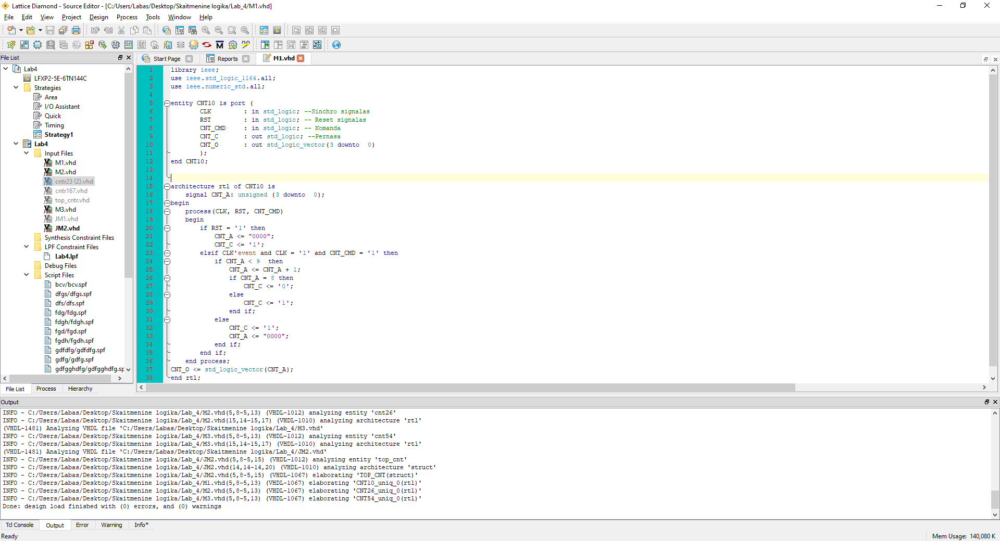 Lattice Diamond - Source Editor - [C:/Users/Labas/Desktop/Skaitmenine logika/Lab_4/M1.vhd]
File Edit View Project Design Process Tools Window Help
File List
Lab4
LFXP2-5E-6TN144C
Strategies
Area
I/O Assistant
Quick
Timing
Strategy1
Lab4
Input Files
M1.vhd
M2.vhd
cntr23 (2).vhd
cntr167.vhd
top_cntr.vhd
M3.vhd
JM1.vhd
JM2.vhd
Synthesis Constraint Files
LPF Constraint Files
Lab4.lpf
Debug Files
Script Files
bcv/bcv.spf
dfgs/dfgs.spf
dfs/dfs.spf
fdg/fdg.spf
fdgh/fdgh.spf
fgd/fgd.spf
fgdh/fgdh.spf
gdfdfg/gdfdfg.spf
gdfg/gdfg.spf
gdfgghdfg/gdfgghdfg.sp
File List Process Hierarchy
Start Page Reports M1.vhd
1 library ieee;
2 use ieee.std_logic_1164.all;
3 use ieee.numeric_std.all;
4
5 entity CNT10 is port (
6 CLK : in std_logic; --Sinchro signalas
7 RST : in std_logic; -- Reset signalas
8 CNT_CMD : in std_logic; -- Komanda
9 CNT_C : out std_logic; --Pernasa
10 CNT_O : out std_logic_vector(3 downto 0)
11 );
12 end CNT10;
13
14
15 architecture rtl of CNT10 is
16 signal CNT_A: unsigned (3 downto 0);
17 begin
18 process(CLK, RST, CNT_CMD)
19 begin
20 if RST = '1' then
21 CNT_A <= "0000";
22 CNT_C <= '1';
23 elsif CLK'event and CLK = '1' and CNT_CMD = '1' then
24 if CNT_A < 9 then
25 CNT_A <= CNT_A + 1;
26 if CNT_A = 8 then
27 CNT_C <= '0';
28 else
29 CNT_C <= '1';
30 end if;
31 else
32 CNT_C <= '1';
33 CNT_A <= "0000";
34 end if;
35 end if;
36 end process;
37 CNT_O <= std_logic_vector(CNT_A);
38 end rtl;
Output
INFO - C:/Users/Labas/Desktop/Skaitmenine logika/Lab_4/M2.vhd(5,8-5,13) (VHDL-1012) analyzing entity 'cnt26'
INFO - C:/Users/Labas/Desktop/Skaitmenine logika/Lab_4/M2.vhd(15,14-15,17) (VHDL-1010) analyzing architecture 'rtl'
(VHDL-1481) Analyzing VHDL file 'C:/Users/Labas/Desktop/Skaitmenine logika/Lab_4/M3.vhd'
INFO - C:/Users/Labas/Desktop/Skaitmenine logika/Lab_4/M3.vhd(5,8-5,13) (VHDL-1012) analyzing entity 'cnt54'
INFO - C:/Users/Labas/Desktop/Skaitmenine logika/Lab_4/M3.vhd(15,14-15,17) (VHDL-1010) analyzing architecture 'rtl'
(VHDL-1481) Analyzing VHDL file 'C:/Users/Labas/Desktop/Skaitmenine logika/Lab_4/JM2.vhd'
INFO - C:/Users/Labas/Desktop/Skaitmenine logika/Lab_4/JM2.vhd(5,8-5,15) (VHDL-1012) analyzing entity 'top_cnt'
INFO - C:/Users/Labas/Desktop/Skaitmenine logika/Lab_4/JM2.vhd(14,14-14,20) (VHDL-1010) analyzing architecture 'struct'
INFO - C:/Users/Labas/Desktop/Skaitmenine logika/Lab_4/JM2.vhd(5,8-5,15) (VHDL-1067) elaborating 'TOP_CNT(struct)'
INFO - C:/Users/Labas/Desktop/Skaitmenine logika/Lab_4/M1.vhd(5,8-5,13) (VHDL-1067) elaborating 'CNT10_uniq_0(rtl)'
INFO - C:/Users/Labas/Desktop/Skaitmenine logika/Lab_4/M2.vhd(5,8-5,13) (VHDL-1067) elaborating 'CNT26_uniq_0(rtl)'
INFO - C:/Users/Labas/Desktop/Skaitmenine logika/Lab_4/M3.vhd(5,8-5,13) (VHDL-1067) elaborating 'CNT54_uniq_0(rtl)'
Done: design load finished with (0) errors, and (0) warnings
Tcl Console Output Error Warning Info*
Ready Mem Usage: 140,080 K